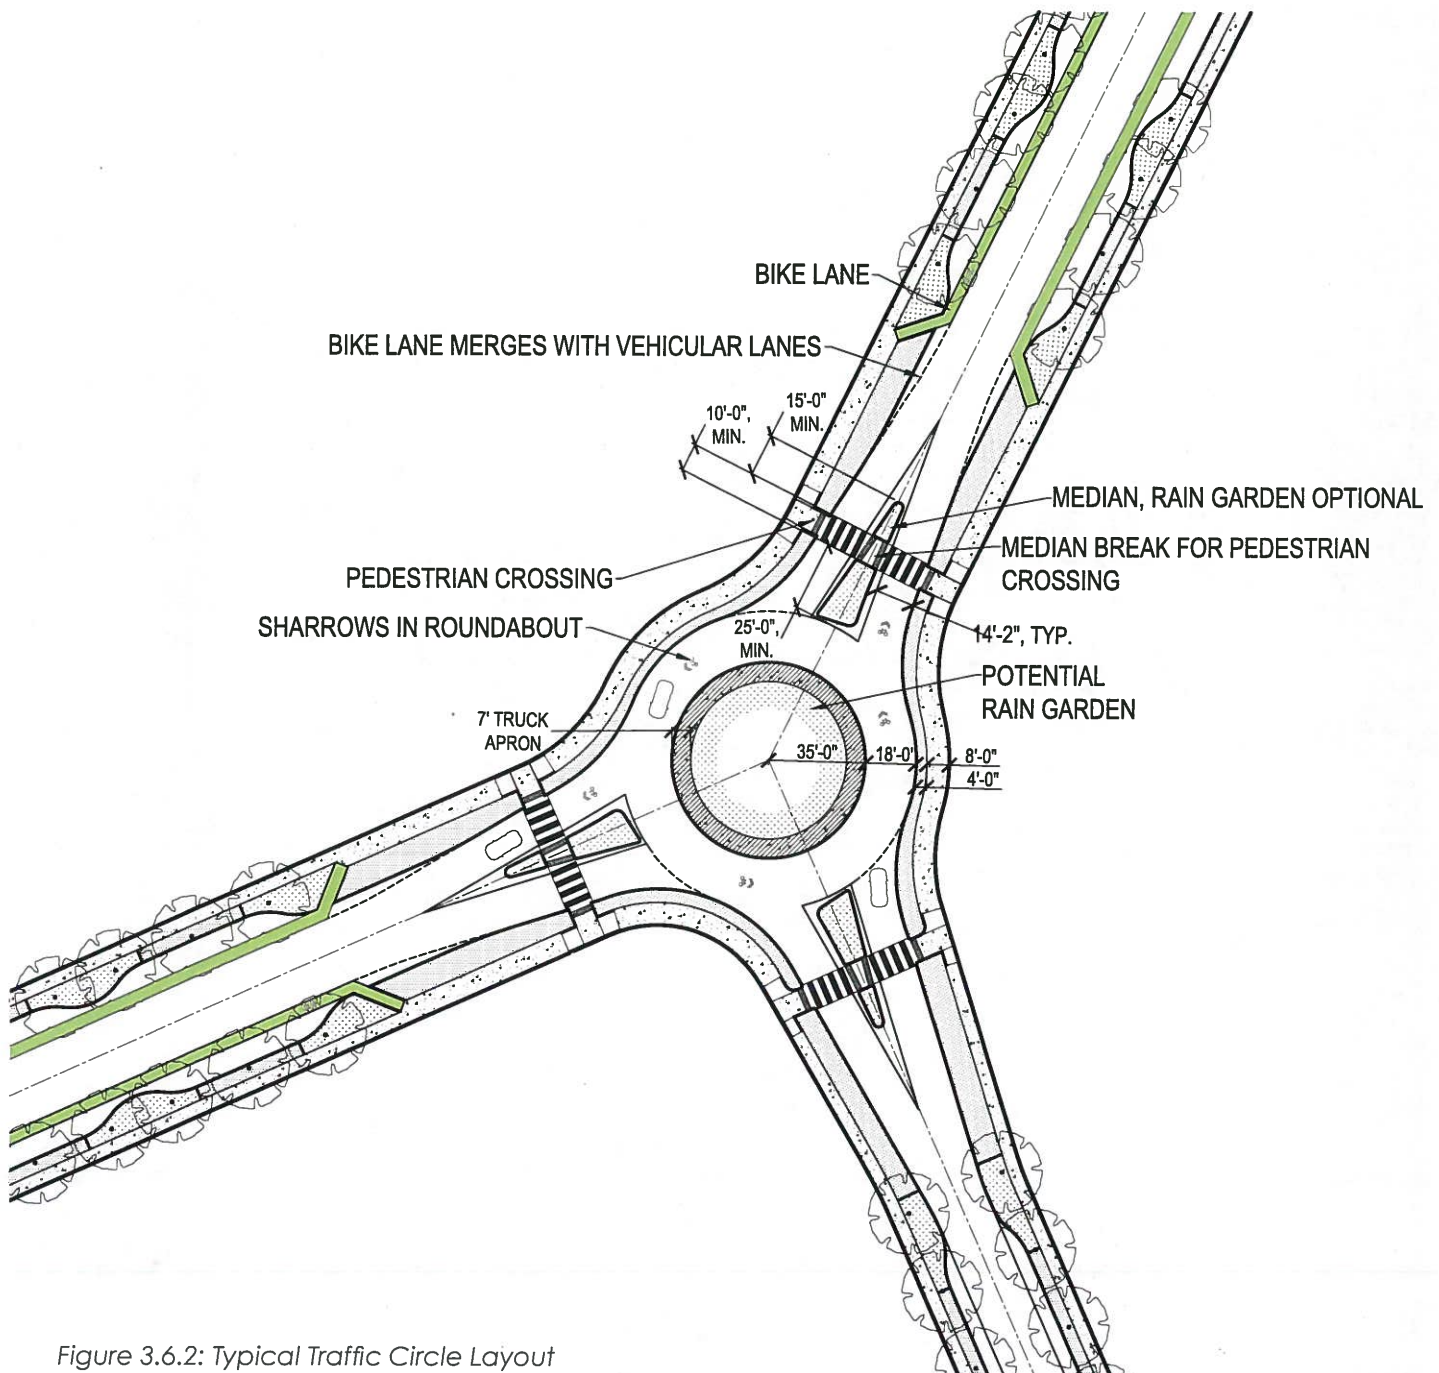 BIKE LANE
BIKE LANE MERGES WITH VEHICULAR LANES
10'-0",
MIN.
15'-0"
MIN.
MEDIAN, RAIN GARDEN OPTIONAL
MEDIAN BREAK FOR PEDESTRIAN
CROSSING
PEDESTRIAN CROSSING
SHARROWS IN ROUNDABOUT
25'-0",
MIN.
14'-2", TYP.
POTENTIAL
RAIN GARDEN
7' TRUCK
APRON
35'-0"
18'-0'
8'-0"
4'-0"
Figure 3.6.2: Typical Traffic Circle Layout